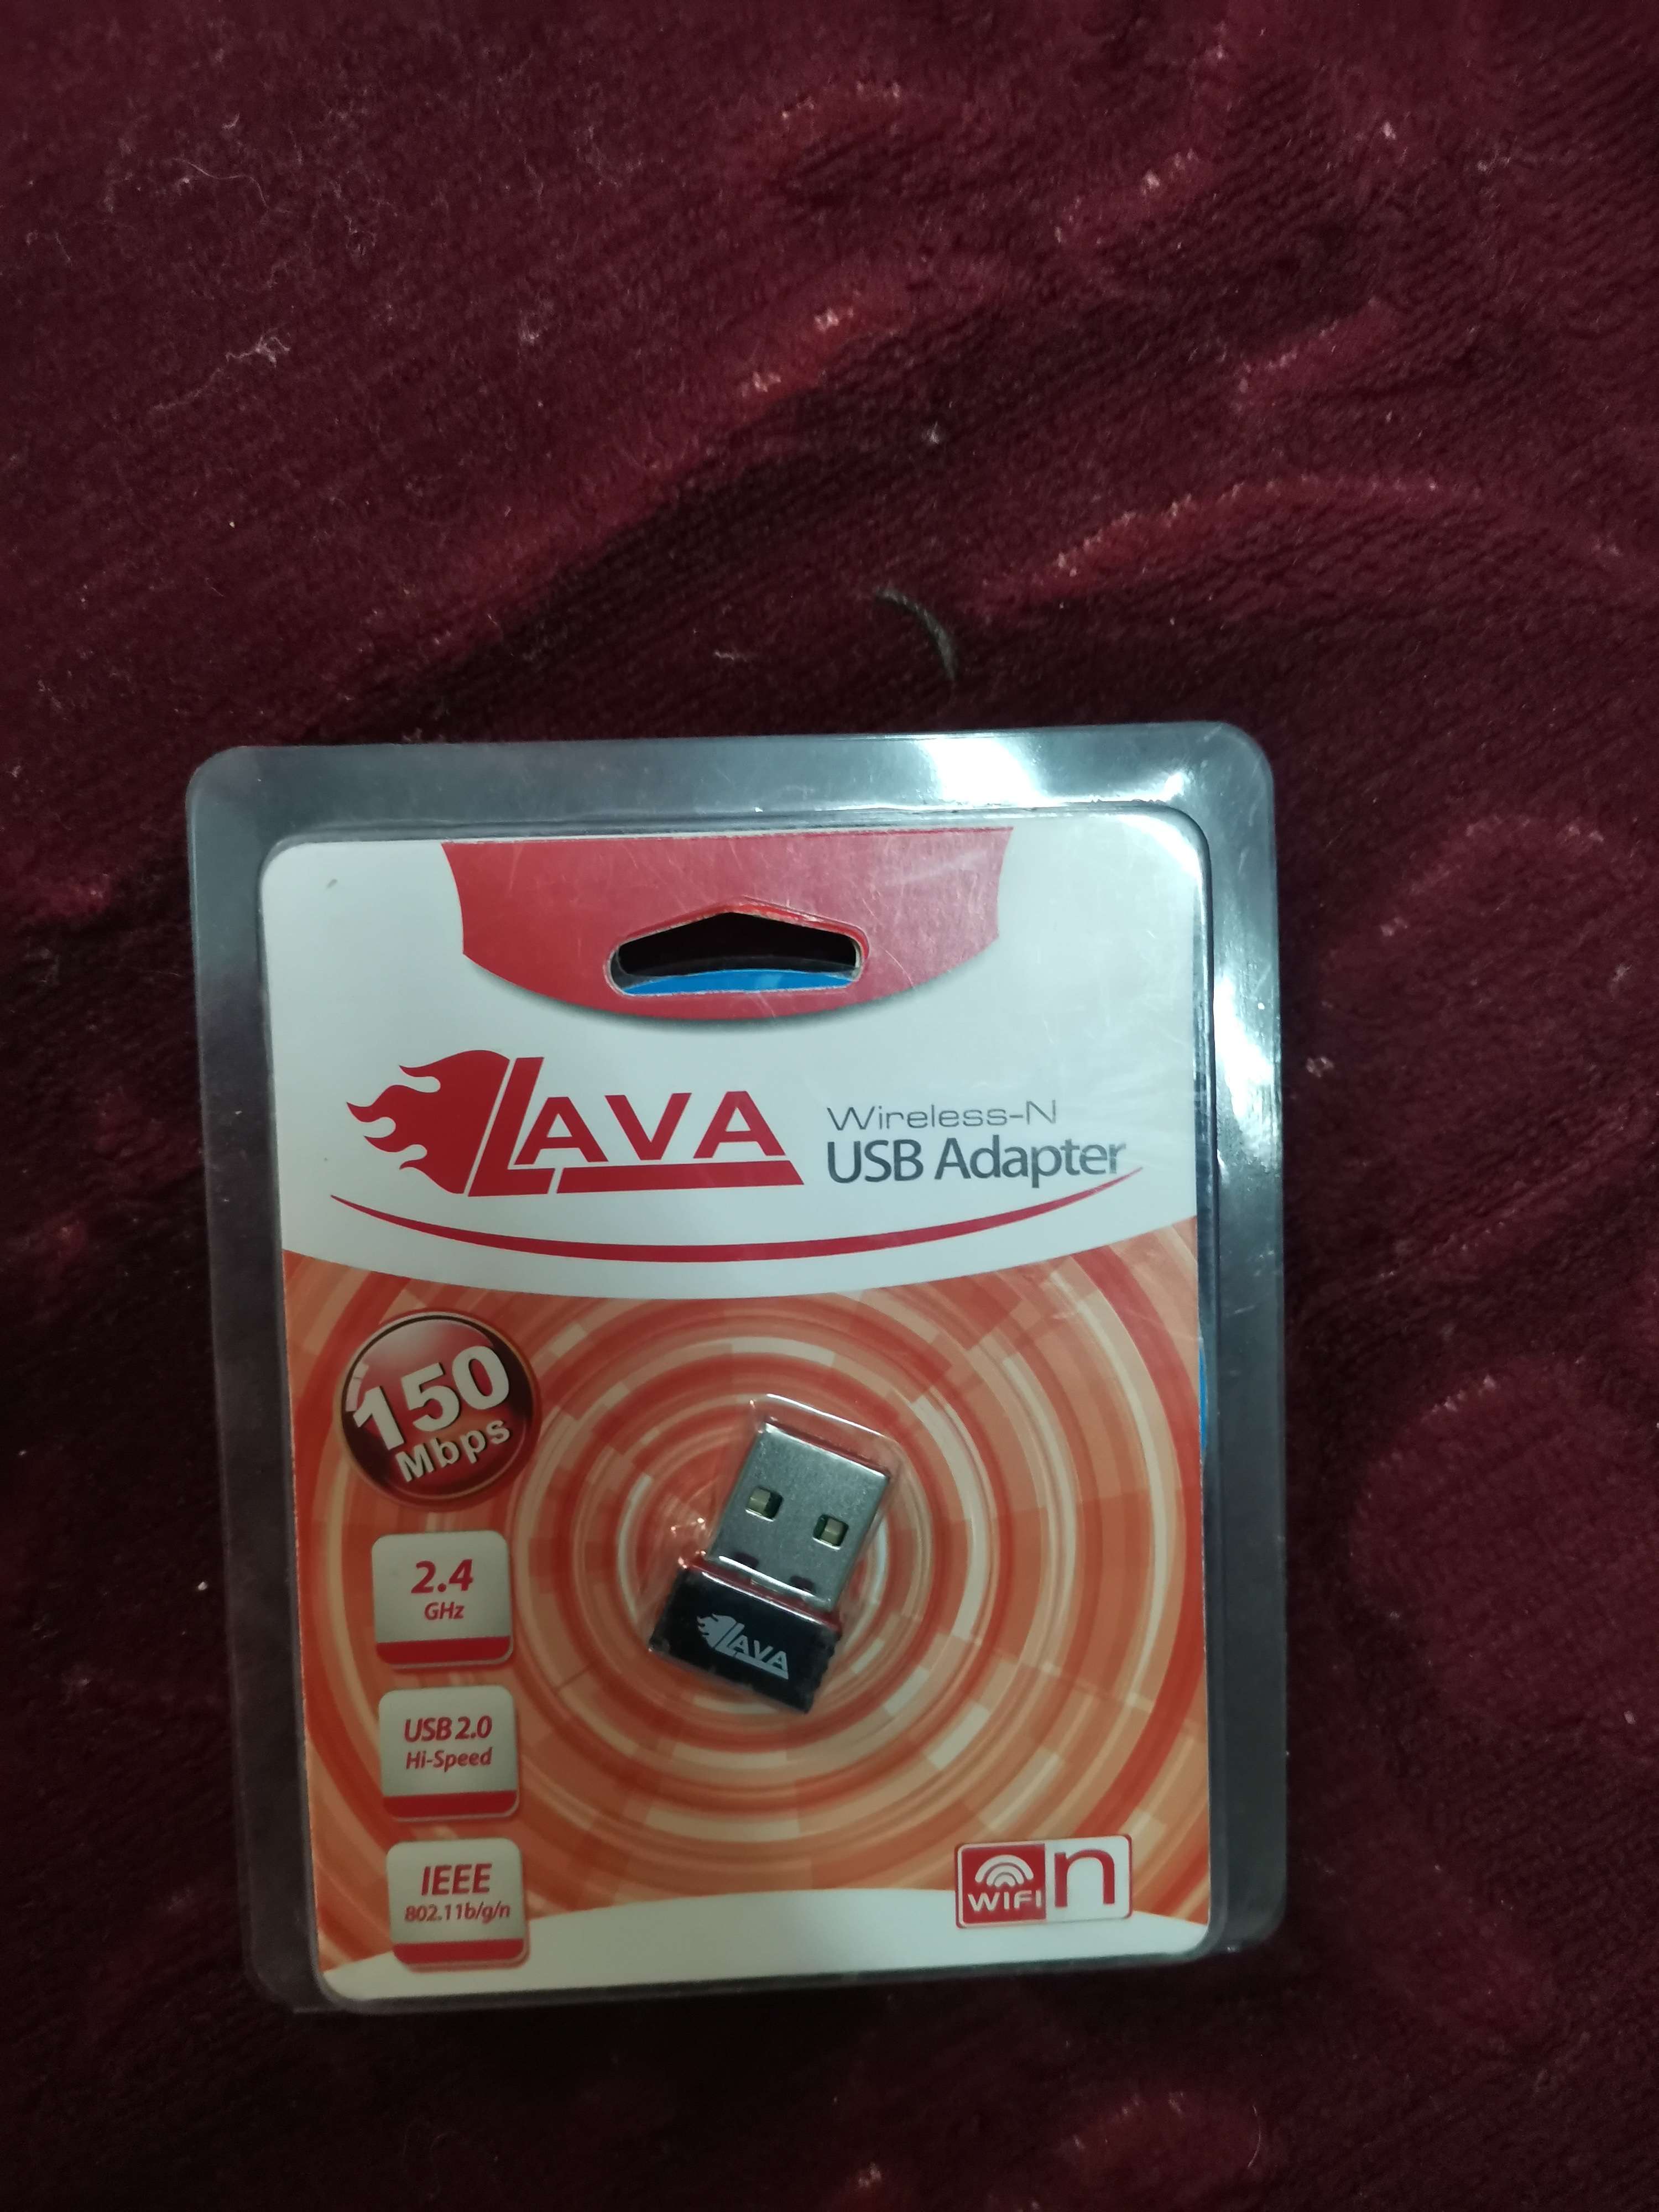 LAVA
Wireless-N
USB Adapter
150
Mbps
2.4
GHz
LAVA
USB 2.0
Hi-Speed
IEEE
802.11b/g/n
WIFI n